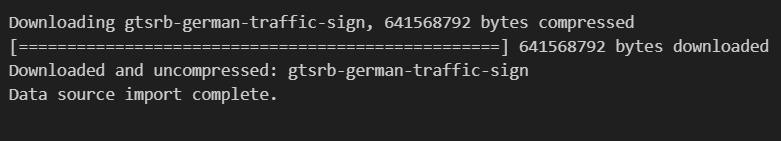 Downloading gtsrb-german-traffic-sign, 641568792 bytes compressed
[==================================================] 641568792 bytes downloaded
Downloaded and uncompressed: gtsrb-german-traffic-sign
Data source import complete.